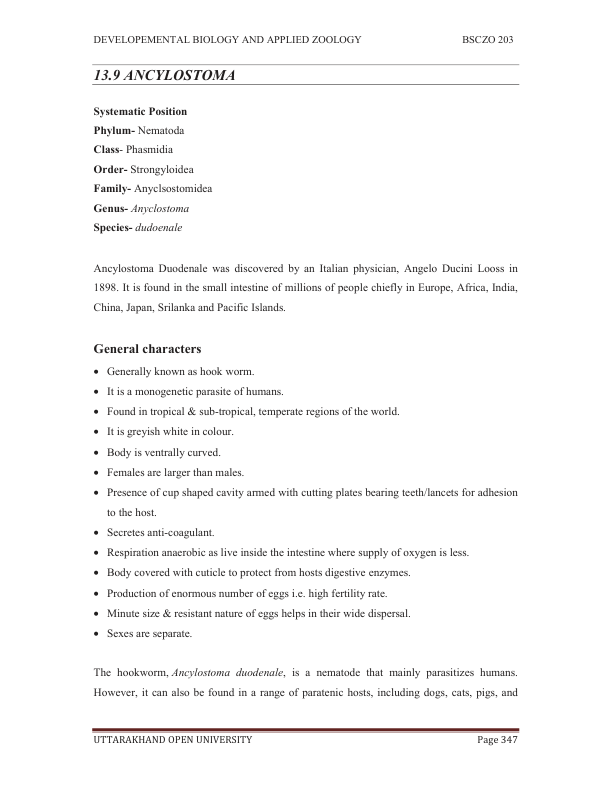 DEVELOPEMENTAL BIOLOGY AND APPLIED ZOOLOGY BSCZO 203
13.9 ANCYLOSTOMA
Systematic Position
Phylum- Nematoda
Class- Phasmidia
Order- Strongyloidea
Family- Anyclsostomidea
Genus- Anyclostoma
Species- dudoenale
Ancylostoma Duodenale was discovered by an Italian physician, Angelo Ducini Looss in
1898. It is found in the small intestine of millions of people chiefly in Europe, Africa, India,
China, Japan, Srilanka and Pacific Islands.
General characters
• Generally known as hook worm.
• It is a monogenetic parasite of humans.
• Found in tropical & sub-tropical, temperate regions of the world.
• It is greyish white in colour.
• Body is ventrally curved.
• Females are larger than males.
• Presence of cup shaped cavity armed with cutting plates bearing teeth/lancets for adhesion
to the host.
• Secretes anti-coagulant.
• Respiration anaerobic as live inside the intestine where supply of oxygen is less.
• Body covered with cuticle to protect from hosts digestive enzymes.
• Production of enormous number of eggs i.e. high fertility rate.
• Minute size & resistant nature of eggs helps in their wide dispersal.
• Sexes are separate.
The hookworm, Ancylostoma duodenale, is a nematode that mainly parasitizes humans.
However, it can also be found in a range of paratenic hosts, including dogs, cats, pigs, and
UTTARAKHAND OPEN UNIVERSITY Page 347